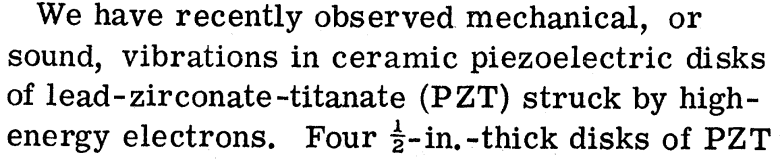 We have recently observed mechanical, or
sound, vibrations in ceramic piezoelectric disks
of lead-zirconate-titanate (PZT) struck by high-
energy electrons. Four ½-in.-thick disks of PZT